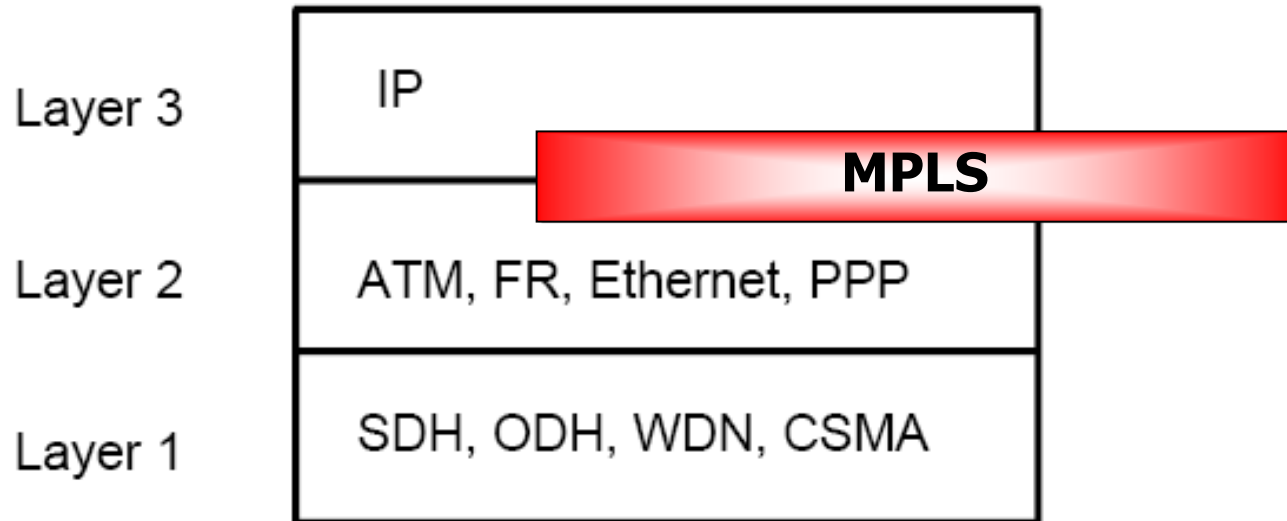 Layer 3
IP
MPLS
Layer 2
ATM, FR, Ethernet, PPP
Layer 1
SDH, ODH, WDN, CSMA